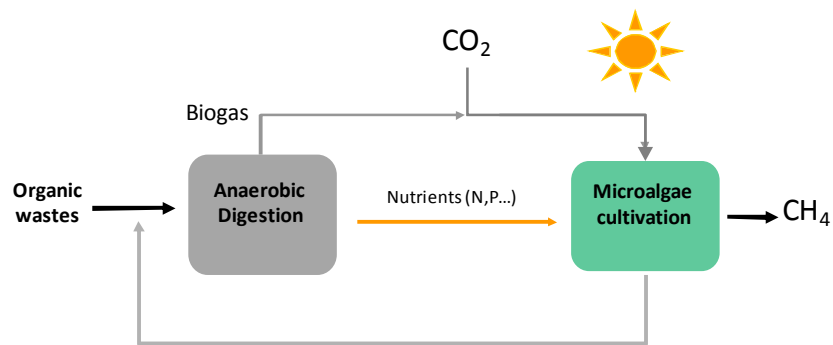 CO₂
Biogas
Organic
wastes
Anaerobic
Digestion
Nutrients (N,P...)
Microalgae
cultivation
CH₄